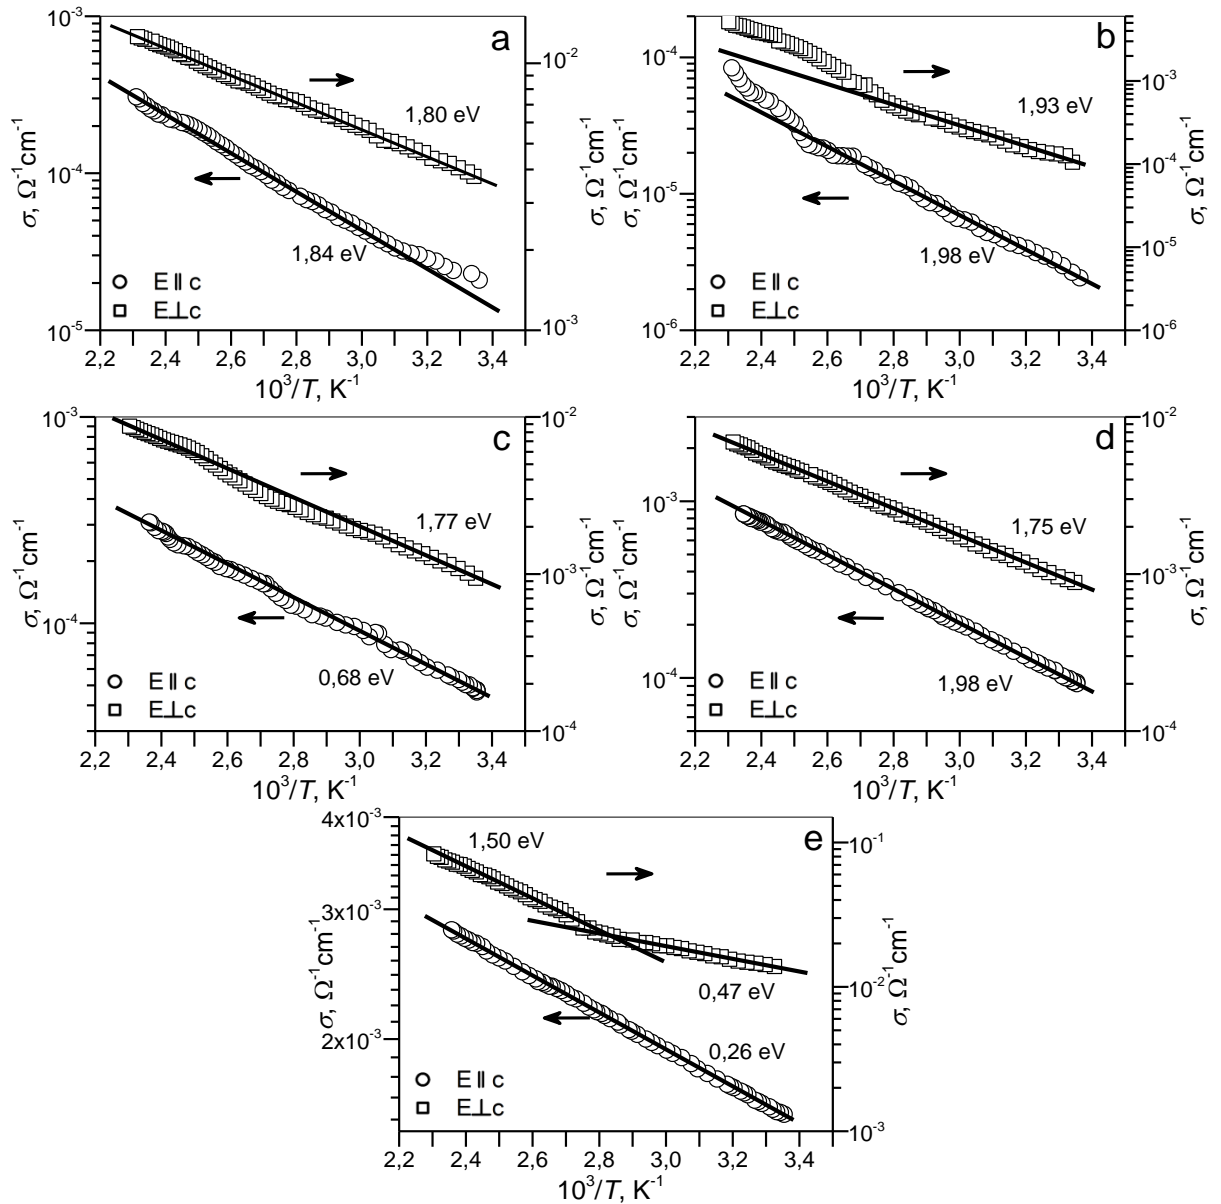 a
10⁻³
10⁻⁴
10⁻⁵
σ, Ω⁻¹cm⁻¹
10⁻²
10⁻³
σ, Ω⁻¹cm⁻¹
1,80 eV
1,84 eV
E ∥ c
E⊥c
2,2 2,4 2,6 2,8 3,0 3,2 3,4
10³/T, K⁻¹
b
10⁻⁴
10⁻⁵
10⁻⁶
σ, Ω⁻¹cm⁻¹
10⁻³
10⁻⁴
10⁻⁵
10⁻⁶
σ, Ω⁻¹cm⁻¹
1,93 eV
1,98 eV
E ∥ c
E⊥c
2,2 2,4 2,6 2,8 3,0 3,2 3,4
10³/T, K⁻¹
c
10⁻³
10⁻⁴
σ, Ω⁻¹cm⁻¹
10⁻²
10⁻³
10⁻⁴
σ, Ω⁻¹cm⁻¹
1,77 eV
0,68 eV
E ∥ c
E⊥c
2,2 2,4 2,6 2,8 3,0 3,2 3,4
10³/T, K⁻¹
d
10⁻³
10⁻⁴
σ, Ω⁻¹cm⁻¹
10⁻²
10⁻³
10⁻⁴
σ, Ω⁻¹cm⁻¹
1,75 eV
1,98 eV
E ∥ c
E⊥c
2,2 2,4 2,6 2,8 3,0 3,2 3,4
10³/T, K⁻¹
e
4x10⁻³
3x10⁻³
2x10⁻³
σ, Ω⁻¹cm⁻¹
10⁻¹
10⁻²
10⁻³
σ, Ω⁻¹cm⁻¹
1,50 eV
0,47 eV
0,26 eV
E ∥ c
E⊥c
2,2 2,4 2,6 2,8 3,0 3,2 3,4
10³/T, K⁻¹